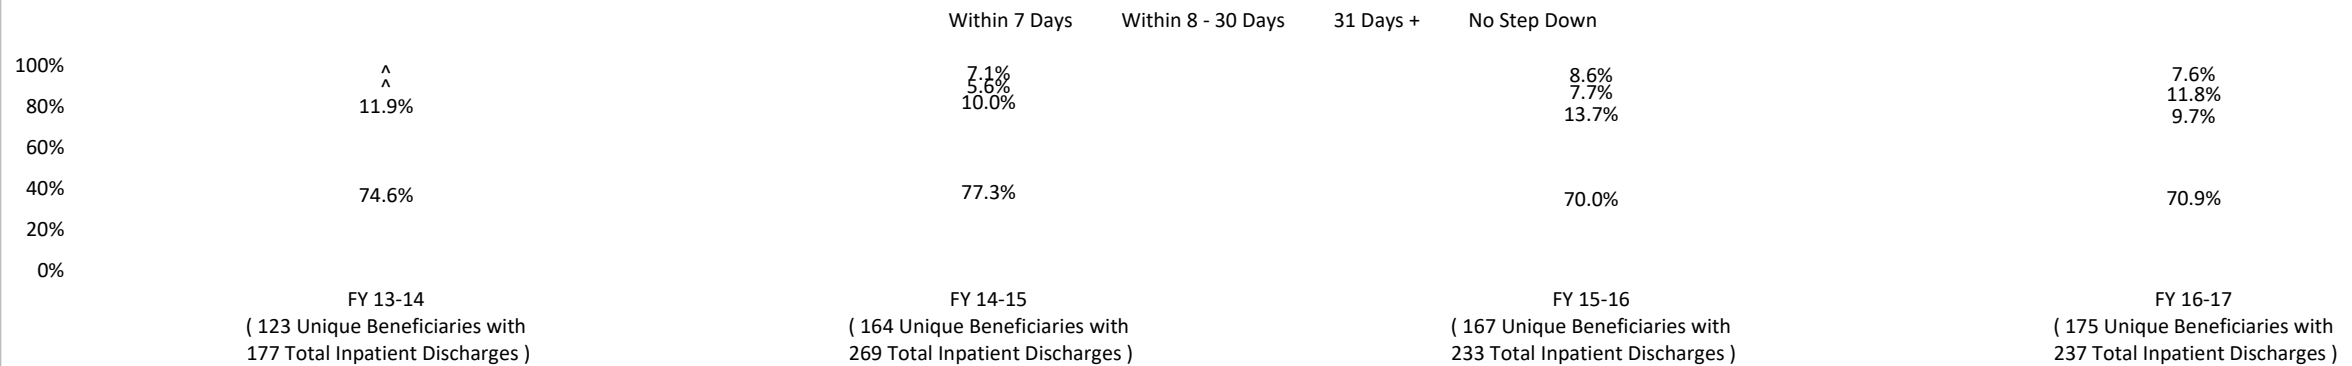 Within 7 Days Within 8 - 30 Days 31 Days + No Step Down
100%
80%
60%
40%
20%
0%
^
^
11.9%
74.6%
7.1%
5.6%
10.0%
77.3%
8.6%
7.7%
13.7%
70.0%
7.6%
11.8%
9.7%
70.9%
FY 13-14
( 123 Unique Beneficiaries with
177 Total Inpatient Discharges )
FY 14-15
( 164 Unique Beneficiaries with
269 Total Inpatient Discharges )
FY 15-16
( 167 Unique Beneficiaries with
233 Total Inpatient Discharges )
FY 16-17
( 175 Unique Beneficiaries with
237 Total Inpatient Discharges )